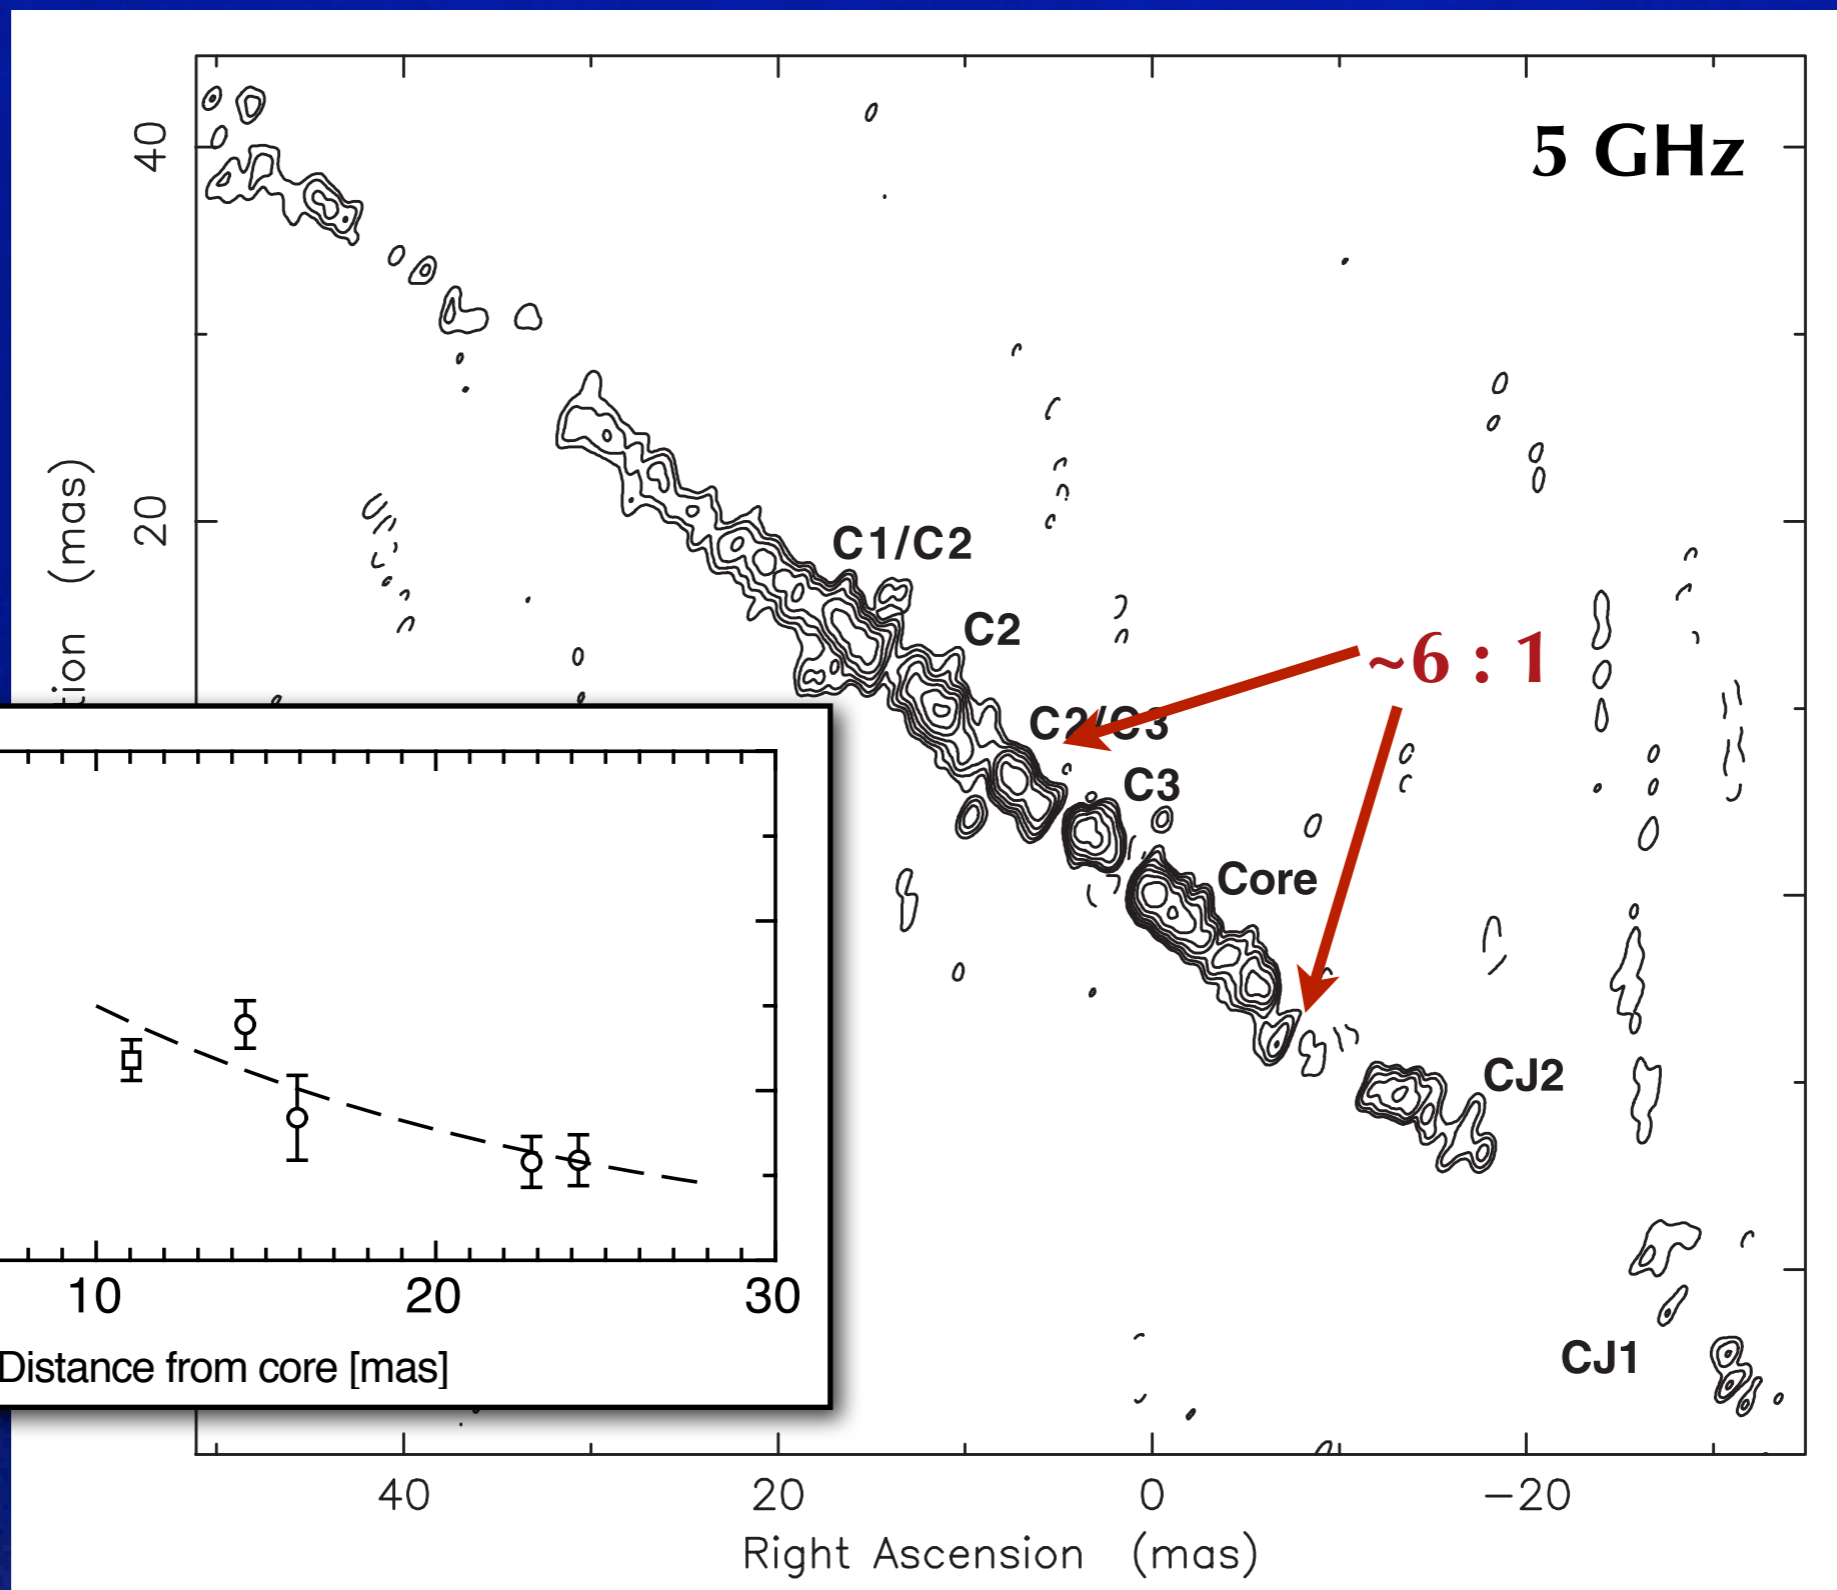 5 GHz
40
20
tion (mas)
C1/C2
C2
~6 : 1
C2/C3
C3
Core
CJ2
CJ1
10 20 30
Distance from core [mas]
40 20 0 −20
Right Ascension (mas)